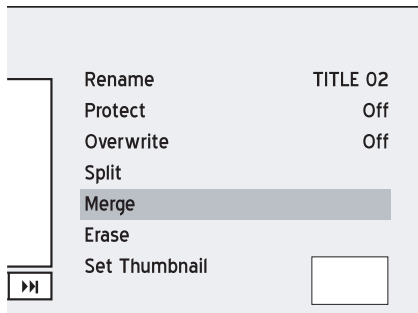 Rename TITLE 02
Protect Off
Overwrite Off
Split
Merge
Erase
Set Thumbnail